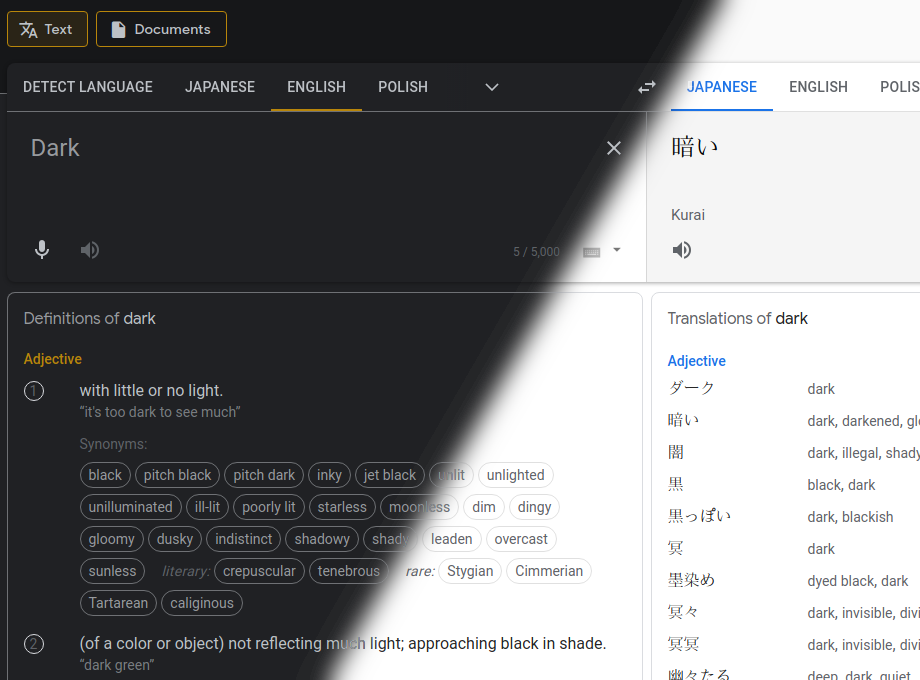 Text Documents
DETECT LANGUAGE JAPANESE ENGLISH POLISH JAPANESE ENGLISH
Dark
暗い
Kurai
5 / 5,000
Definitions of dark
Adjective
1 with little or no light.
“it's too dark to see much”
Synonyms:
black pitch black pitch dark inky jet black unlit unlighted
unilluminated ill-lit poorly lit starless moonless dim dingy
gloomy dusky indistinct shadowy shady leaden overcast
sunless literary: crepuscular tenebrous rare: Stygian Cimmerian
Tartarean caliginous
2 (of a color or object) not reflecting much light; approaching black in shade.
“dark green”
Translations of dark
Adjective
ダーク dark
暗い dark, darkened,
闇 dark, illegal, shady
黒 black, dark
黒っぽい dark, blackish
冥 dark
墨染め dyed black, dark
冥々 dark, invisible,
冥冥 dark, invisible,
幽々たる deep, dark, quiet